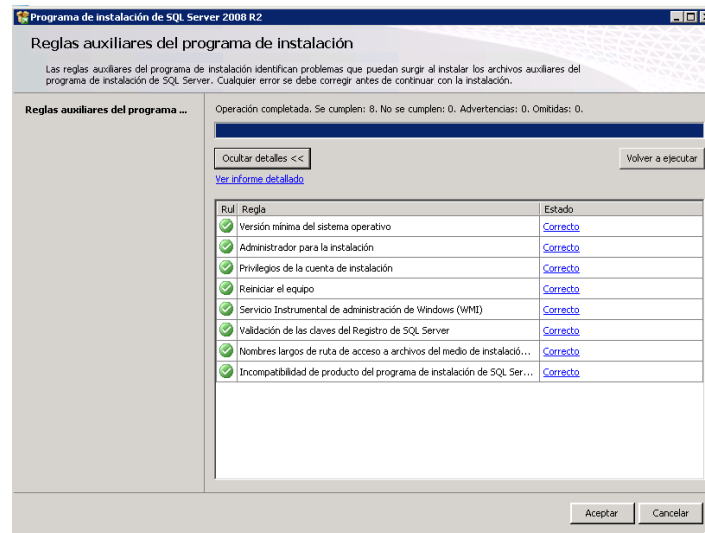 Programa de instalación de SQL Server 2008 R2
Reglas auxiliares del programa de instalación
Las reglas auxiliares del programa de instalación identifican problemas que puedan surgir al instalar los archivos auxiliares del
programa de instalación de SQL Server. Cualquier error se debe corregir antes de continuar con la instalación.
Reglas auxiliares del programa ...
Operación completada. Se cumplen: 8. No se cumplen: 0. Advertencias: 0. Omitidas: 0.
Ocultar detalles <<
Volver a ejecutar
Ver informe detallado
Rul Regla Estado
Versión mínima del sistema operativo Correcto
Administrador para la instalación Correcto
Privilegios de la cuenta de instalación Correcto
Reiniciar el equipo Correcto
Servicio Instrumental de administración de Windows (WMI) Correcto
Validación de las claves del Registro de SQL Server Correcto
Nombres largos de ruta de acceso a archivos del medio de instalació... Correcto
Incompatibilidad de producto del programa de instalación de SQL Ser... Correcto
Aceptar Cancelar